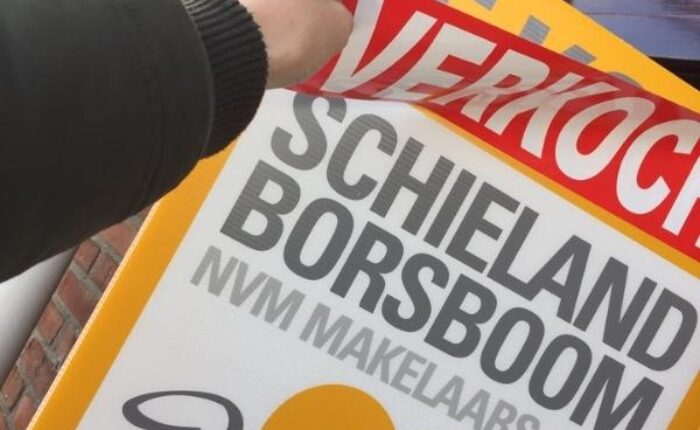 VERKOCH
SCHIELAND
BORSBOOM
NVM MAKELAARS